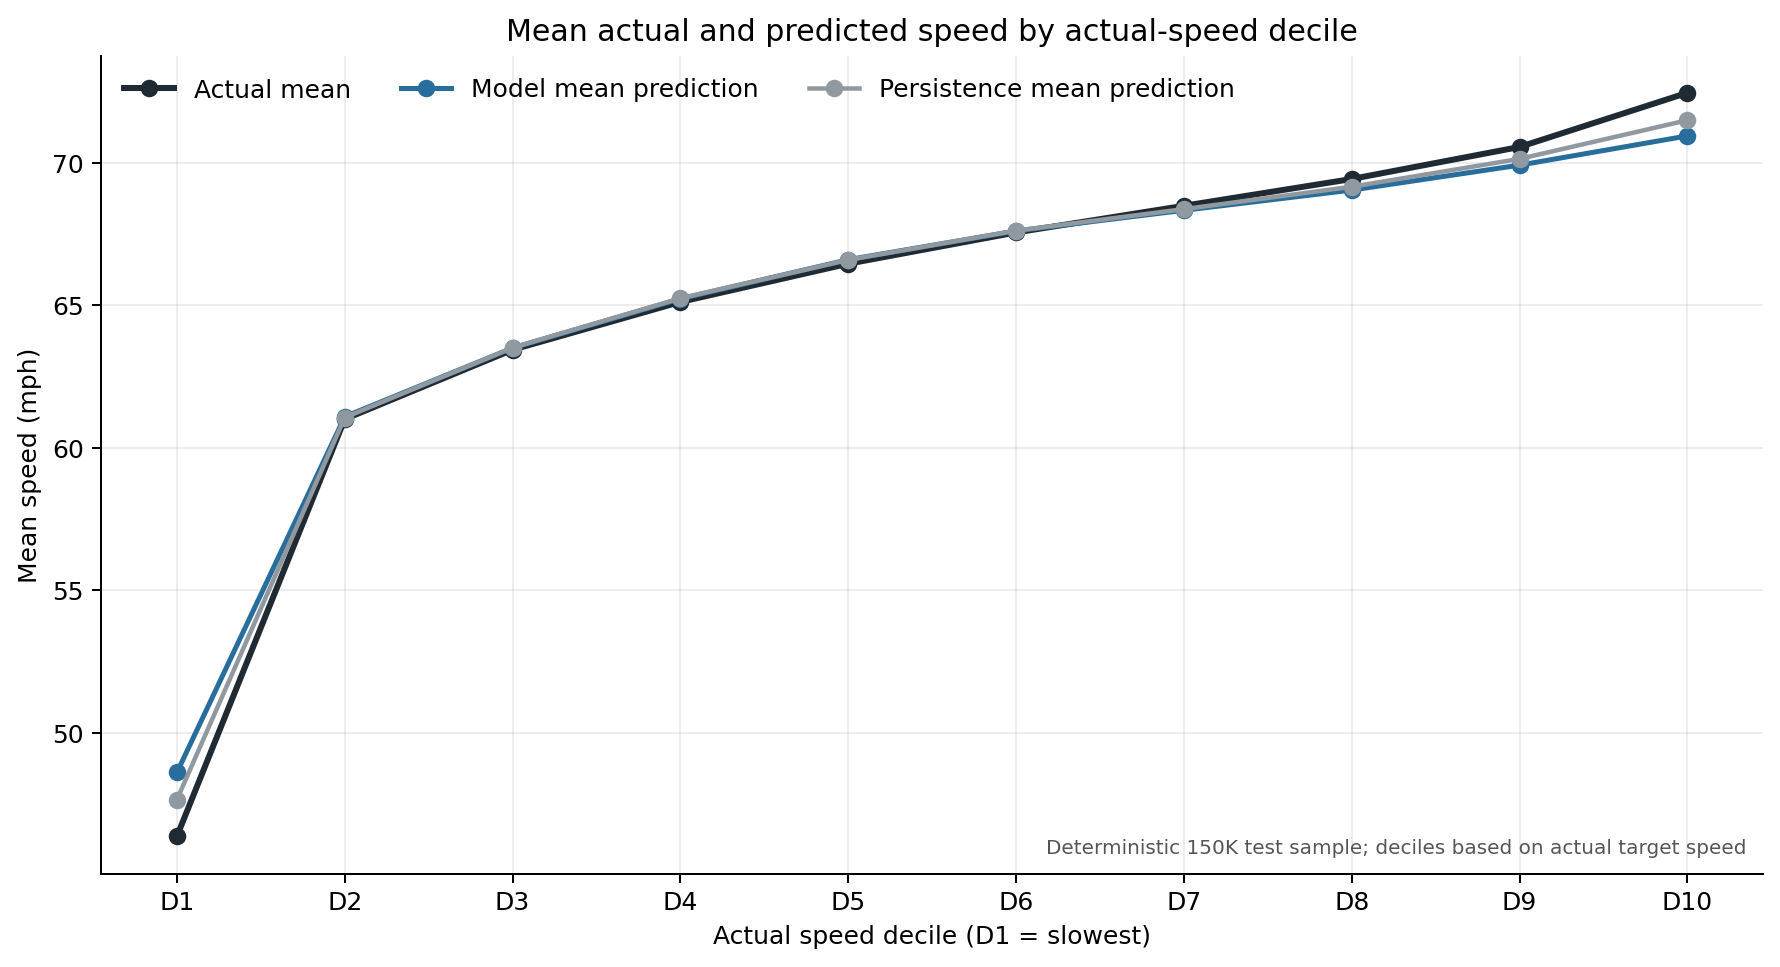 Mean actual and predicted speed by actual-speed decile
Actual mean
Model mean prediction
Persistence mean prediction
Mean speed (mph)
70
65
60
55
50
Deterministic 150K test sample; deciles based on actual target speed
D1
D2
D3
D4
D5
D6
D7
D8
D9
D10
Actual speed decile (D1 = slowest)